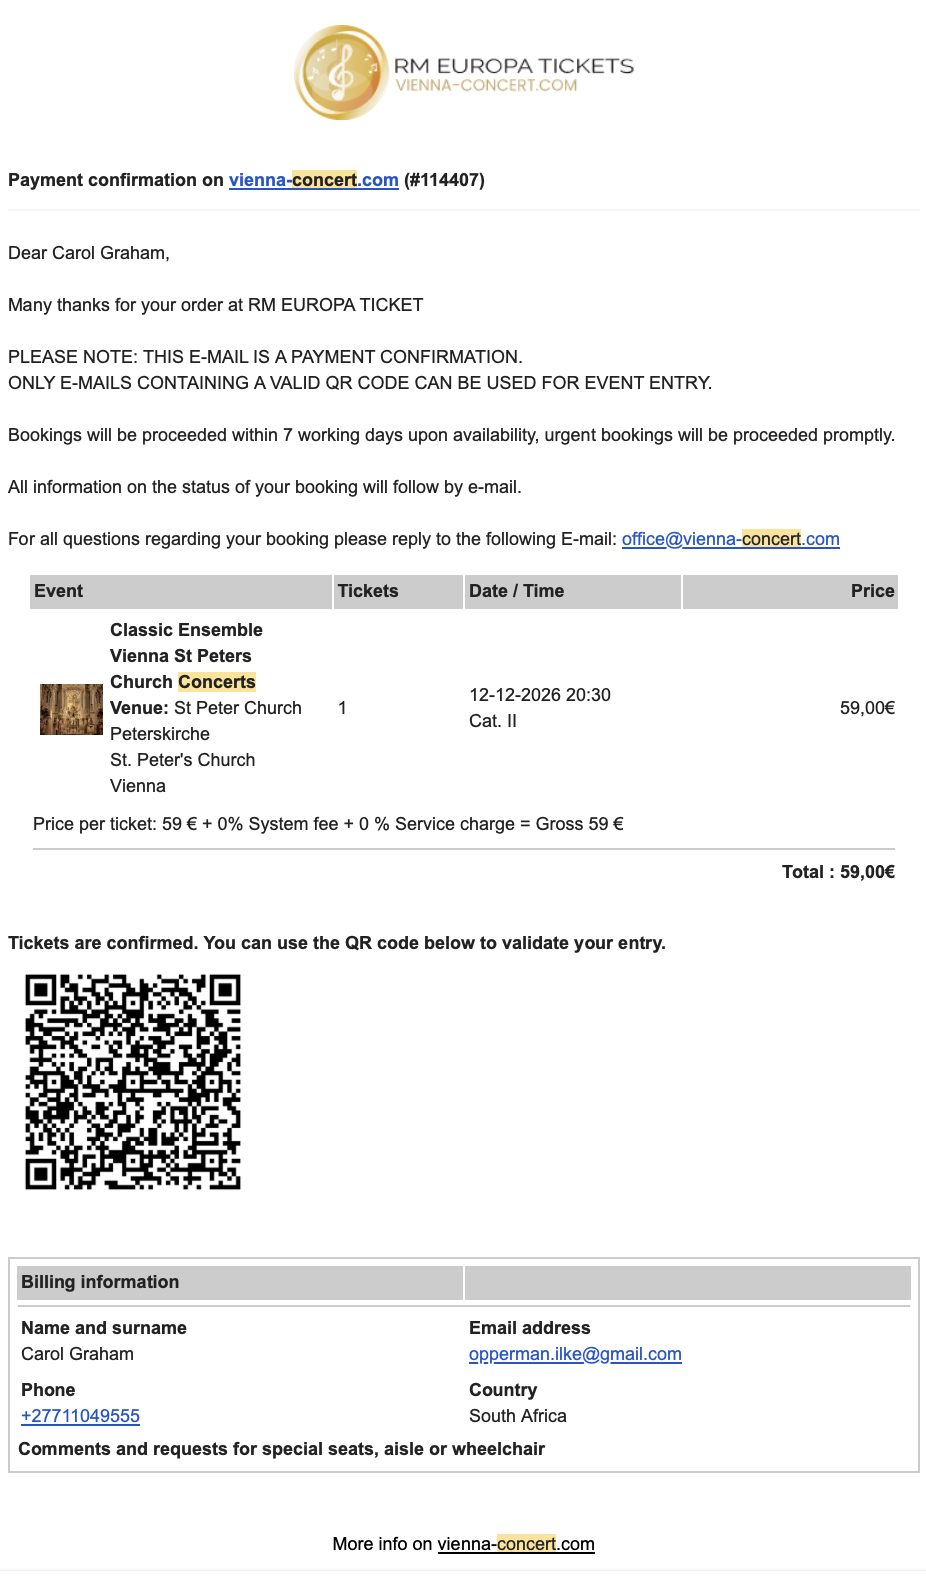 RM EUROPA TICKETS
VIENNA-CONCERT.COM
Payment confirmation on vienna-concert.com (#114407)
Dear Carol Graham,
Many thanks for your order at RM EUROPA TICKET
PLEASE NOTE: THIS E-MAIL IS A PAYMENT CONFIRMATION.
ONLY E-MAILS CONTAINING A VALID QR CODE CAN BE USED FOR EVENT ENTRY.
Bookings will be proceeded within 7 working days upon availability, urgent bookings will be proceeded promptly.
All information on the status of your booking will follow by e-mail.
For all questions regarding your booking please reply to the following E-mail: office@vienna-concert.com
Event Tickets Date / Time Price
Classic Ensemble
Vienna St Peters
Church Concerts
Venue: St Peter Church
Peterskirche
St. Peter's Church
Vienna
1
12-12-2026 20:30
Cat. II
59,00€
Price per ticket: 59 € + 0% System fee + 0 % Service charge = Gross 59 €
Total : 59,00€
Tickets are confirmed. You can use the QR code below to validate your entry.
Billing information
Name and surname
Carol Graham
Email address
opperman.ilke@gmail.com
Phone
+27711049555
Country
South Africa
Comments and requests for special seats, aisle or wheelchair
More info on vienna-concert.com